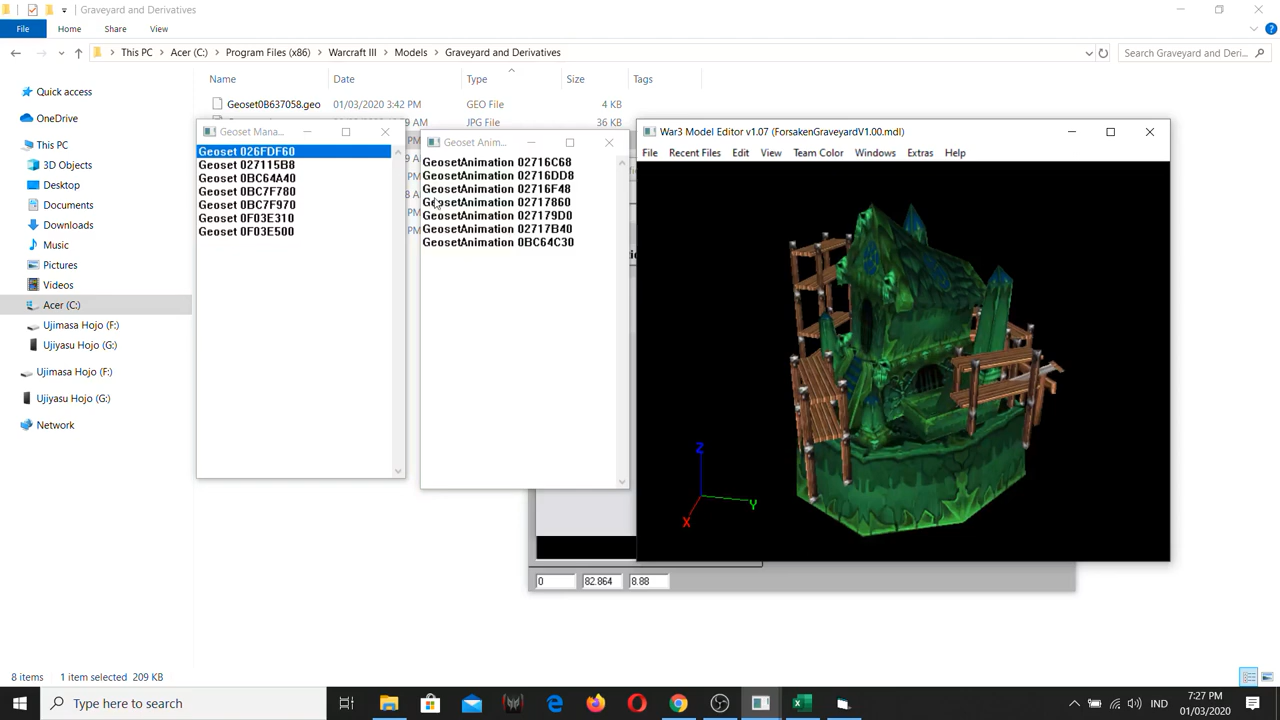 Graveyard and Derivatives
File Home Share View
This PC Acer (C:) Program Files (x86) Warcraft III Models Graveyard and Derivatives
Search Graveyard and Deri...
Name Date Type Size Tags
Geoset0B637058.geo 01/03/2020 3:42 PM GEO File 4 KB
JPG File 36 KB
Quick access
OneDrive
This PC
3D Objects
Desktop
Documents
Downloads
Music
Pictures
Videos
Acer (C:)
Ujimasa Hojo (F:)
Ujiyasu Hojo (G:)
Ujimasa Hojo (F:)
Ujiyasu Hojo (G:)
Network
Geoset Mana...
Geoset 026FDF60
Geoset 027115B8
Geoset 0BC64A40
Geoset 0BC7F780
Geoset 0BC7F970
Geoset 0F03E310
Geoset 0F03E500
Geoset Anim...
GeosetAnimation 02716C68
GeosetAnimation 02716DD8
GeosetAnimation 02716F48
GeosetAnimation 02717860
GeosetAnimation 027179D0
GeosetAnimation 02717B40
GeosetAnimation 0BC64C30
War3 Model Editor v1.07 (ForsakenGraveyardV1.00.mdl)
File Recent Files Edit View Team Color Windows Extras Help
Z
Y
X
0 82.864 8.88
8 items 1 item selected 209 KB
Type here to search
IND
7:27 PM
01/03/2020